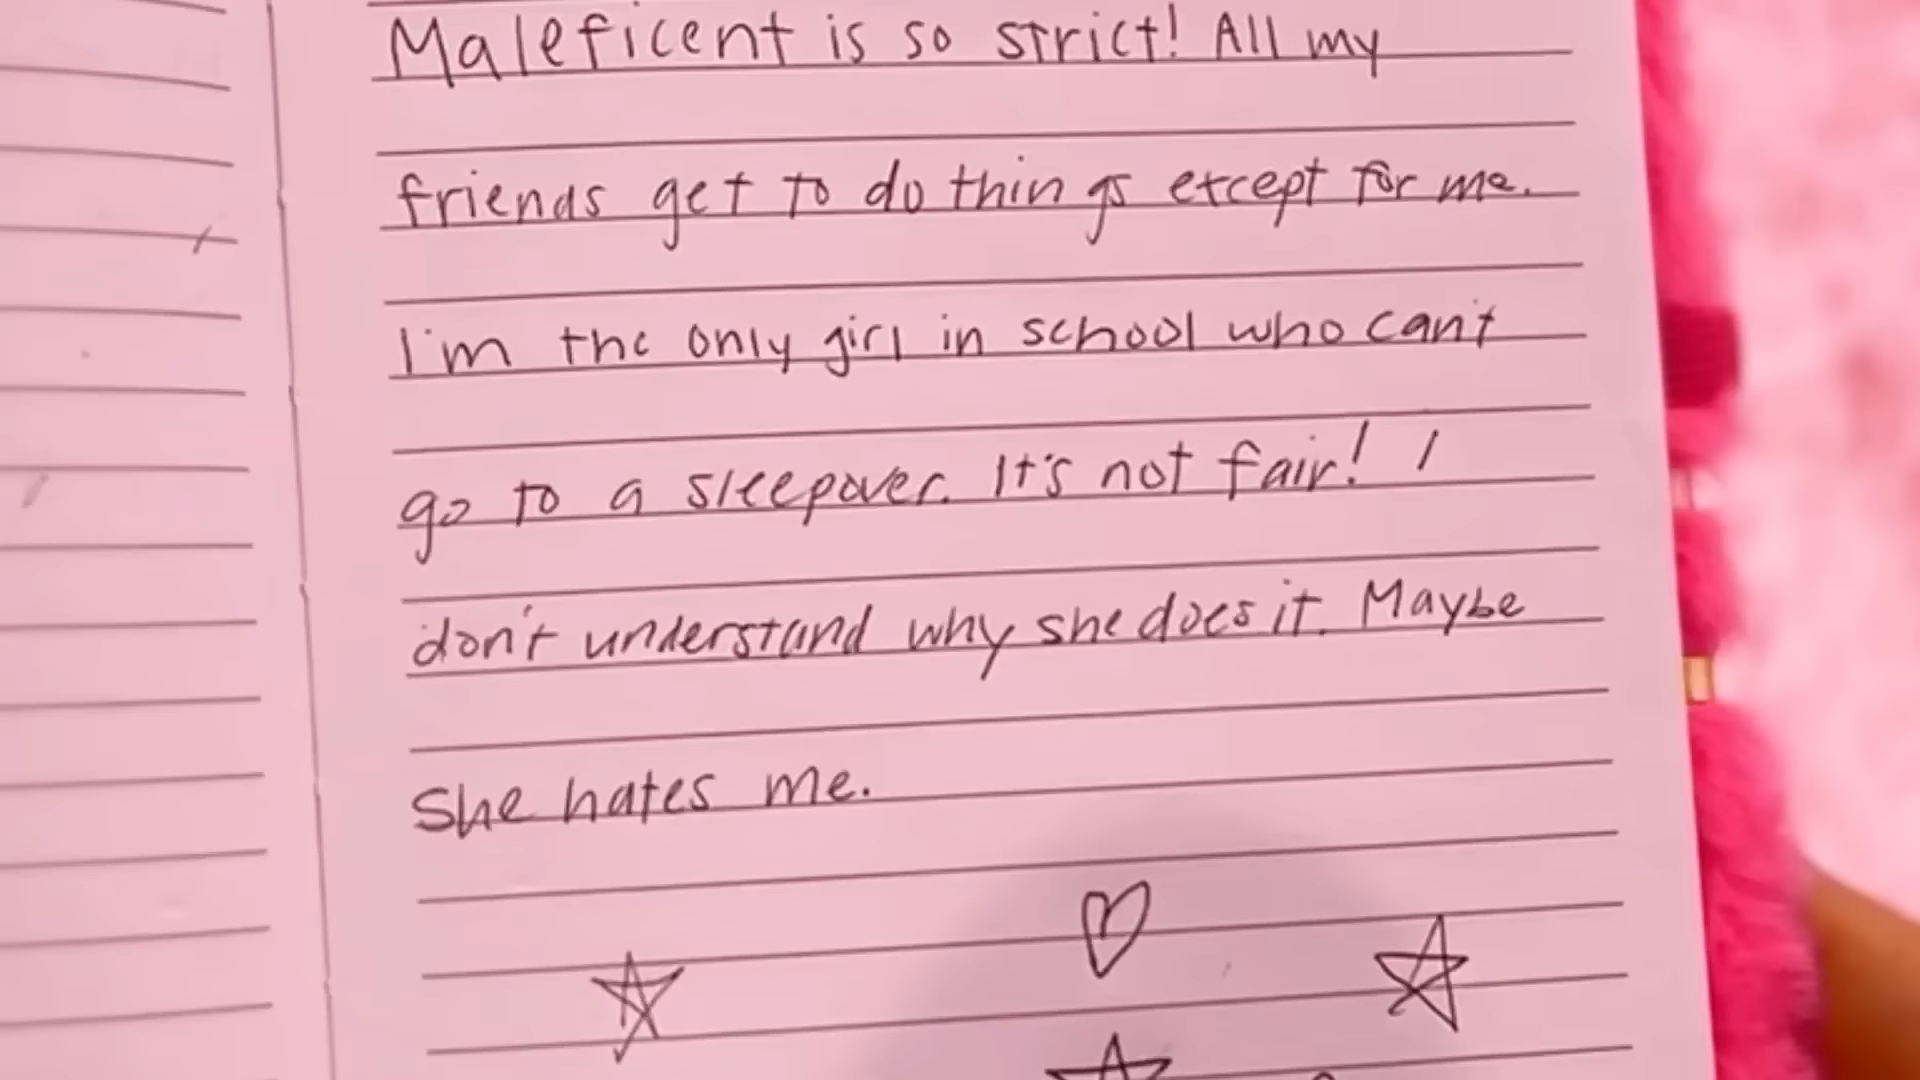 Maleficent is so strict! All my
friends get to do things except for me.
I'm the only girl in school who can't
go to a sleepover. It's not fair! I
don't understand why she does it. Maybe
she hates me.